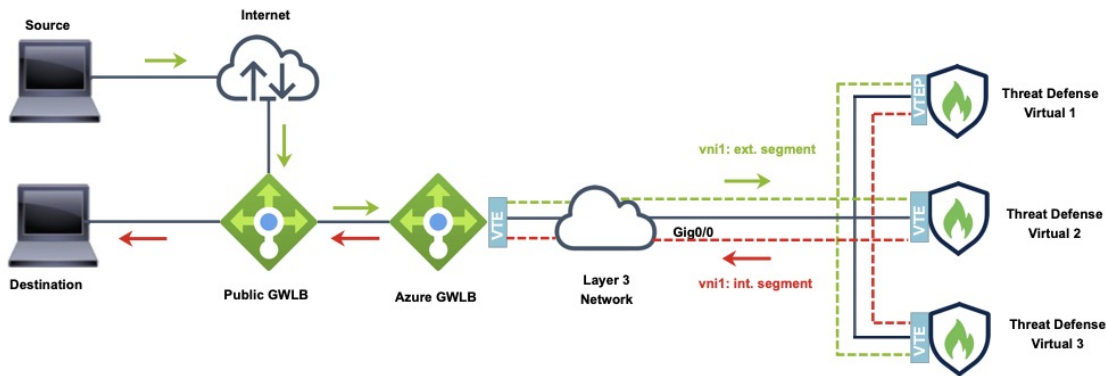 Source
Internet
VTEP
Threat Defense
Virtual 1
vni1: ext. segment
VTE
VTE
Threat Defense
Virtual 2
Gig0/0
Destination
Public GWLB
Azure GWLB
Layer 3
Network
vni1: int. segment
VTE
Threat Defense
Virtual 3